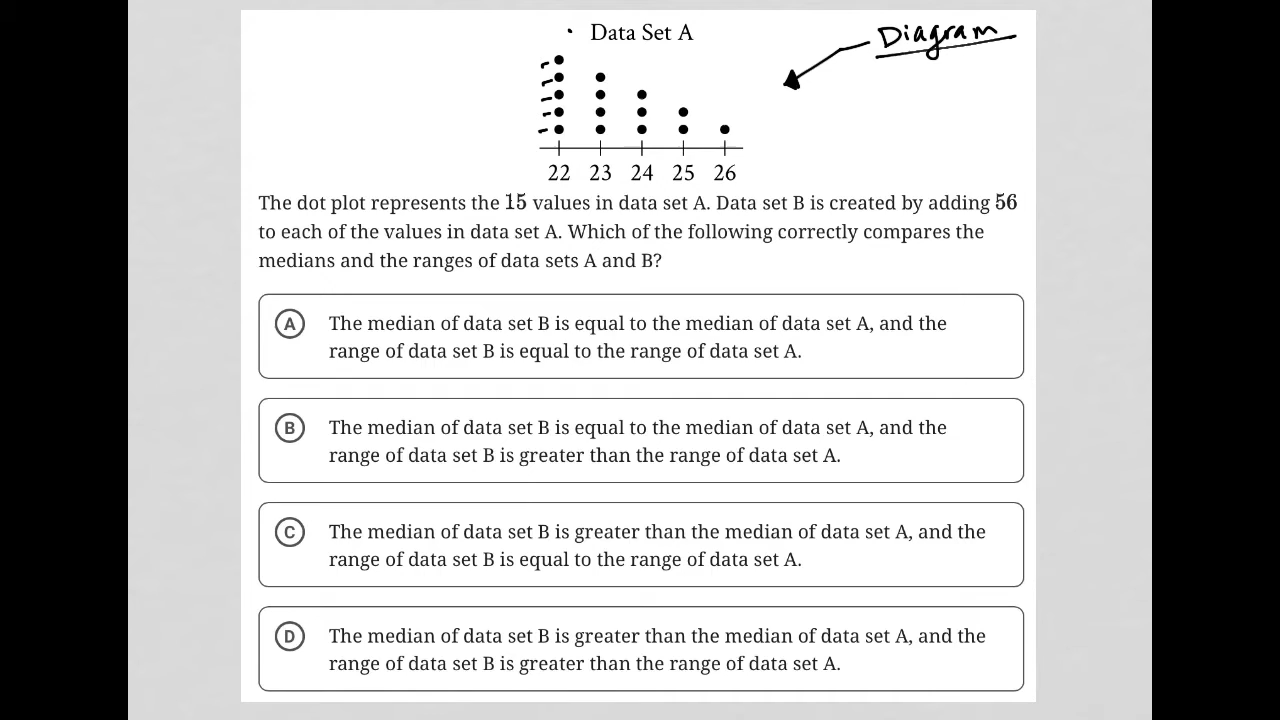 Data Set A
Diagram
22 23 24 25 26
The dot plot represents the 15 values in data set A. Data set B is created by adding 56
to each of the values in data set A. Which of the following correctly compares the
medians and the ranges of data sets A and B?
A The median of data set B is equal to the median of data set A, and the
range of data set B is equal to the range of data set A.
B The median of data set B is equal to the median of data set A, and the
range of data set B is greater than the range of data set A.
C The median of data set B is greater than the median of data set A, and the
range of data set B is equal to the range of data set A.
D The median of data set B is greater than the median of data set A, and the
range of data set B is greater than the range of data set A.